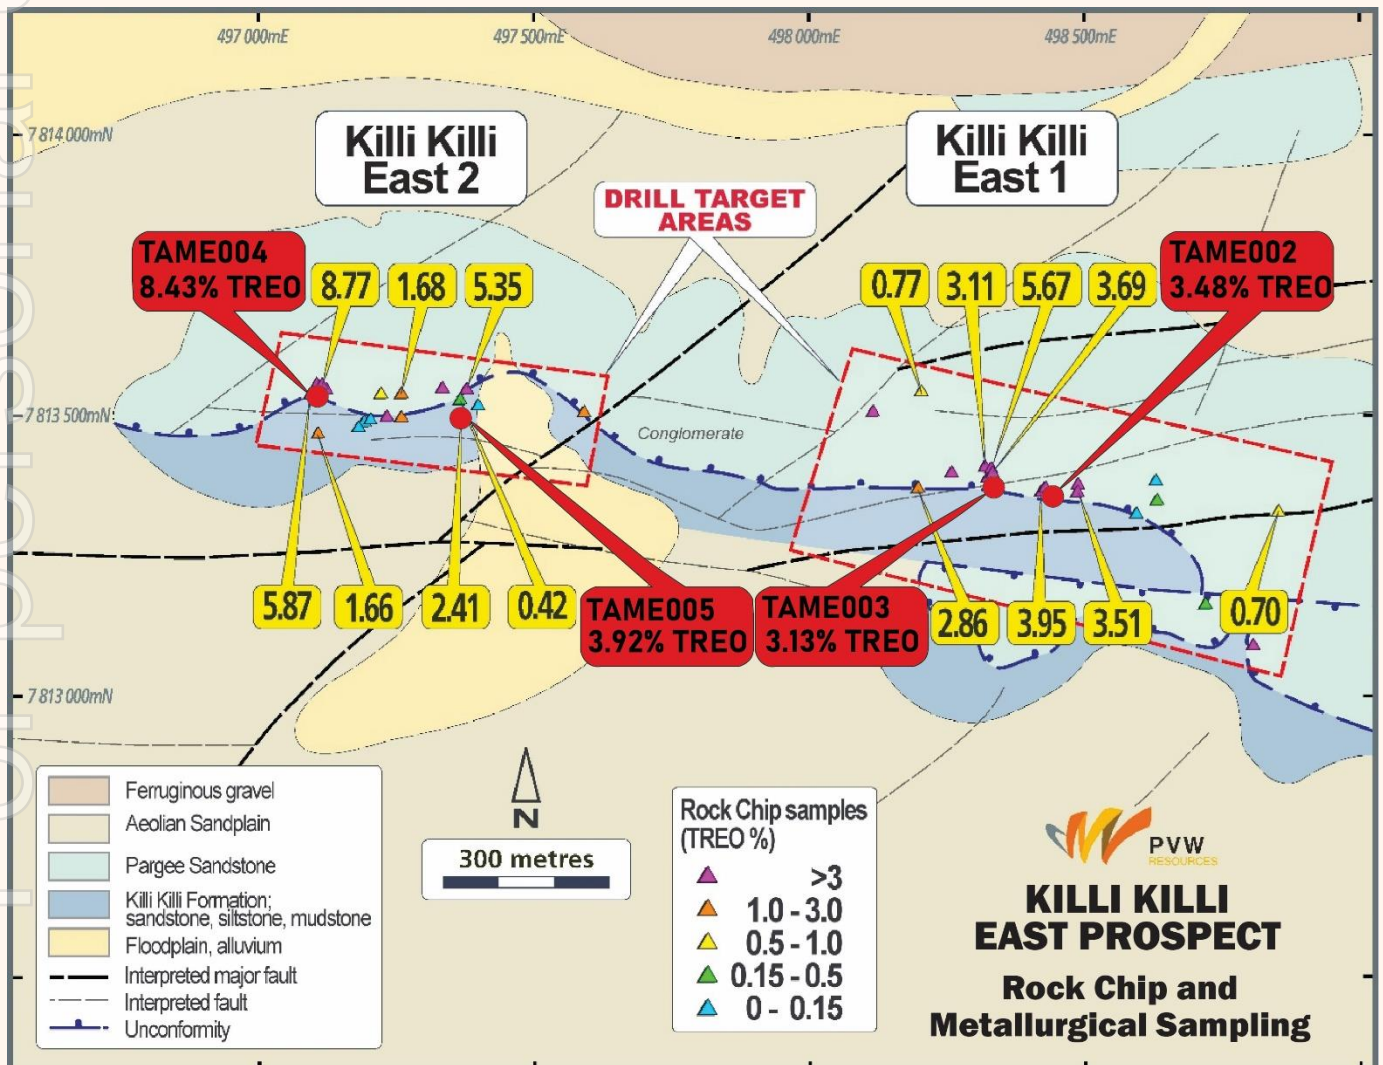 497 000mE
497 500mE
498 000mE
498 500mE
7 814 000mN
Killi Killi
East 2
Killi Killi
East 1
DRILL TARGET
AREAS
TAME004
8.43% TREO
8.77
1.68
5.35
0.77
3.11
5.67
3.69
TAME002
3.48% TREO
7 813 500mN
Conglomerate
5.87
1.66
2.41
0.42
TAME005
3.92% TREO
TAME003
3.13% TREO
2.86
3.95
3.51
0.70
7 813 000mN
Ferruginous gravel
Aeolian Sandplain
Pargee Sandstone
Killi Killi Formation;
sandstone, siltstone, mudstone
Floodplain, alluvium
Interpreted major fault
Interpreted fault
Unconformity
N
300 metres
Rock Chip samples
(TREO %)
>3
1.0 - 3.0
0.5 - 1.0
0.15 - 0.5
0 - 0.15
PVW
RESOURCES
KILLI KILLI
EAST PROSPECT
Rock Chip and
Metallurgical Sampling
personal